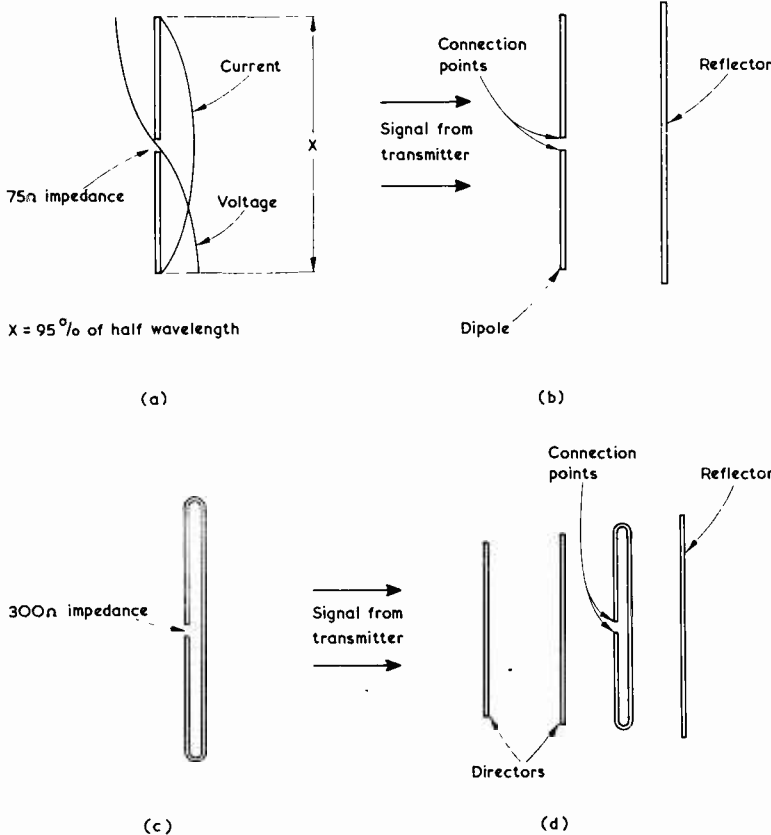 Current
X
75Ω impedance
Voltage
X = 95% of half wavelength
(a)
Connection
points
Reflector
Signal from
transmitter
Dipole
(b)
300Ω impedance
(c)
Connection
points
Reflector
Signal from
transmitter
Directors
(d)